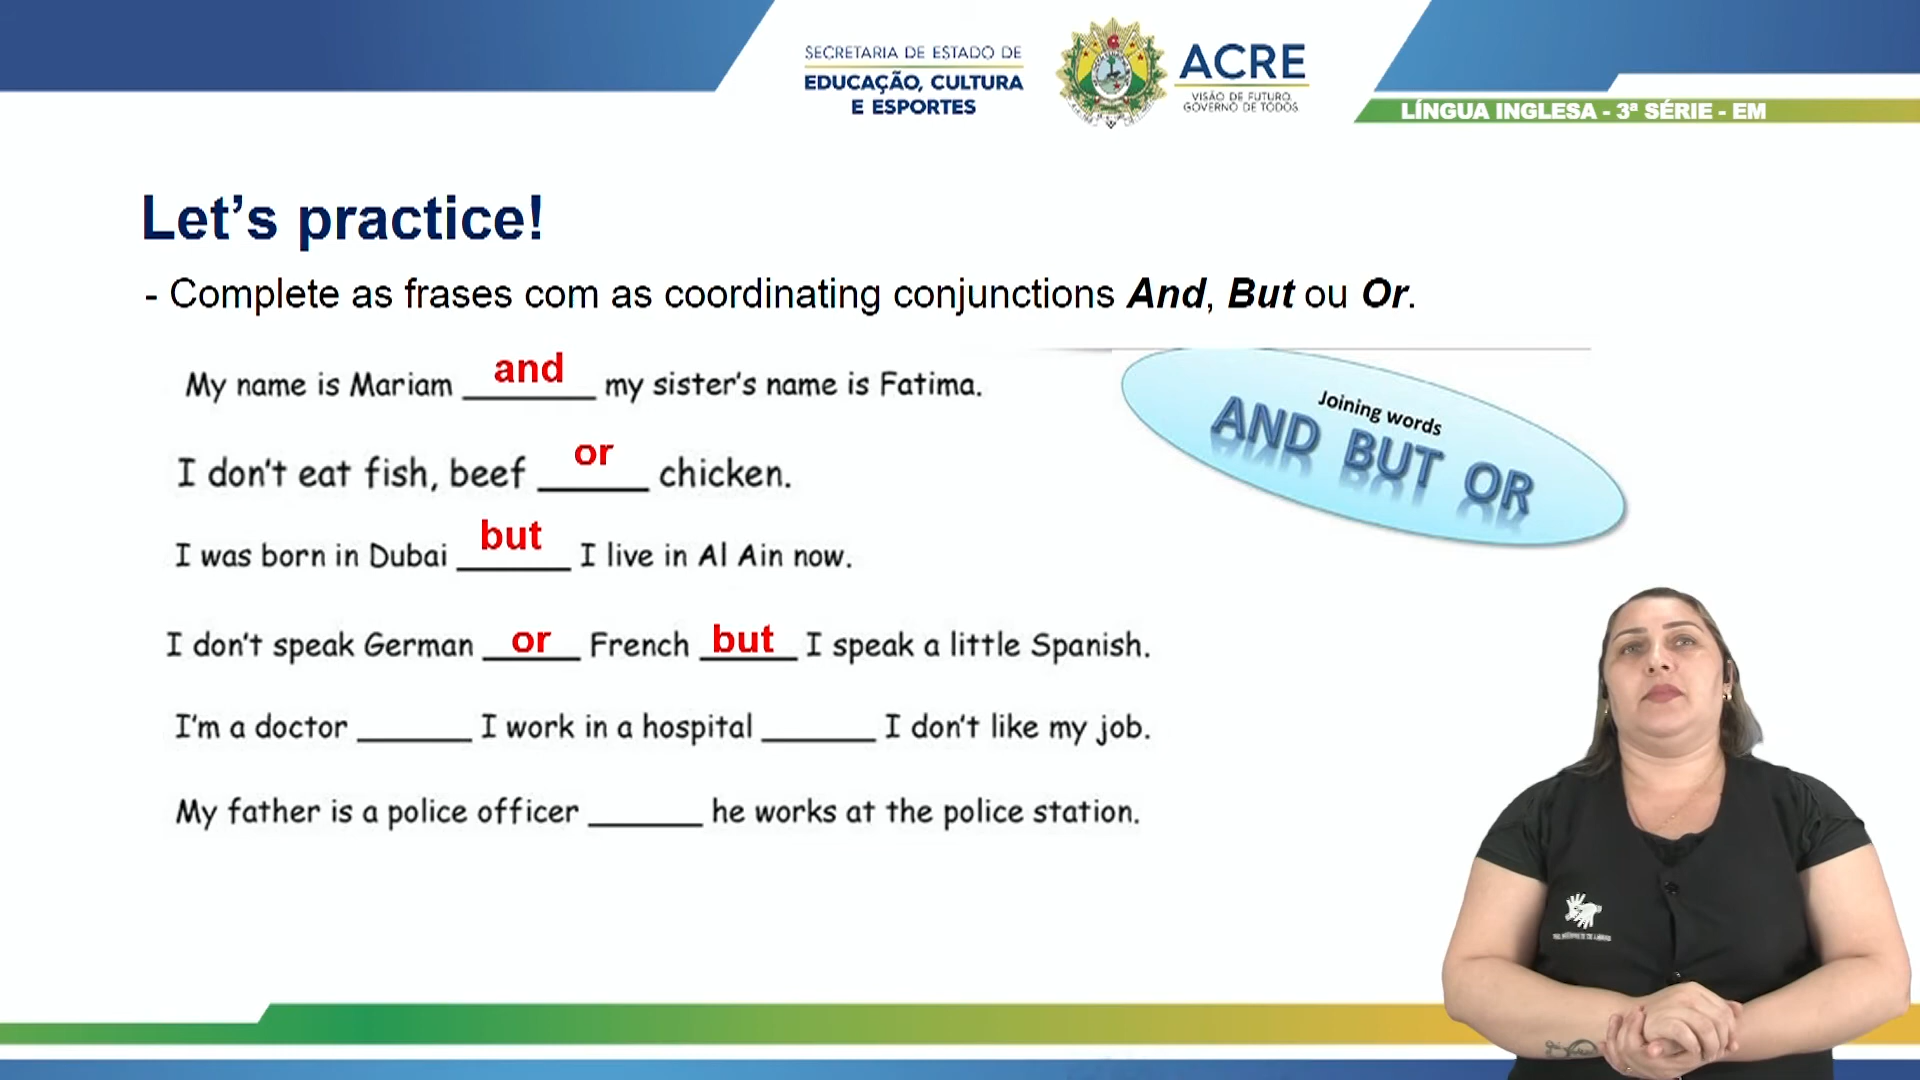 SECRETARIA DE ESTADO DE
EDUCAÇÃO, CULTURA
E ESPORTES
ACRE
VISÃO DE FUTURO,
GOVERNO DE TODOS
LÍNGUA INGLESA - 3ª SÉRIE - EM
Let's practice!
- Complete as frases com as coordinating conjunctions And, But ou Or.
My name is Mariam and my sister's name is Fatima.
I don't eat fish, beef or chicken.
I was born in Dubai but I live in Al Ain now.
I don't speak German or French but I speak a little Spanish.
I'm a doctor _______ I work in a hospital _______ I don't like my job.
My father is a police officer _______ he works at the police station.
Joining words
AND BUT OR